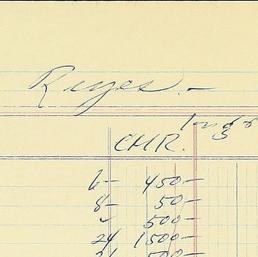 Reyes. -
CHR.
6- 450-
8- 50-
" 500-
24 1500-